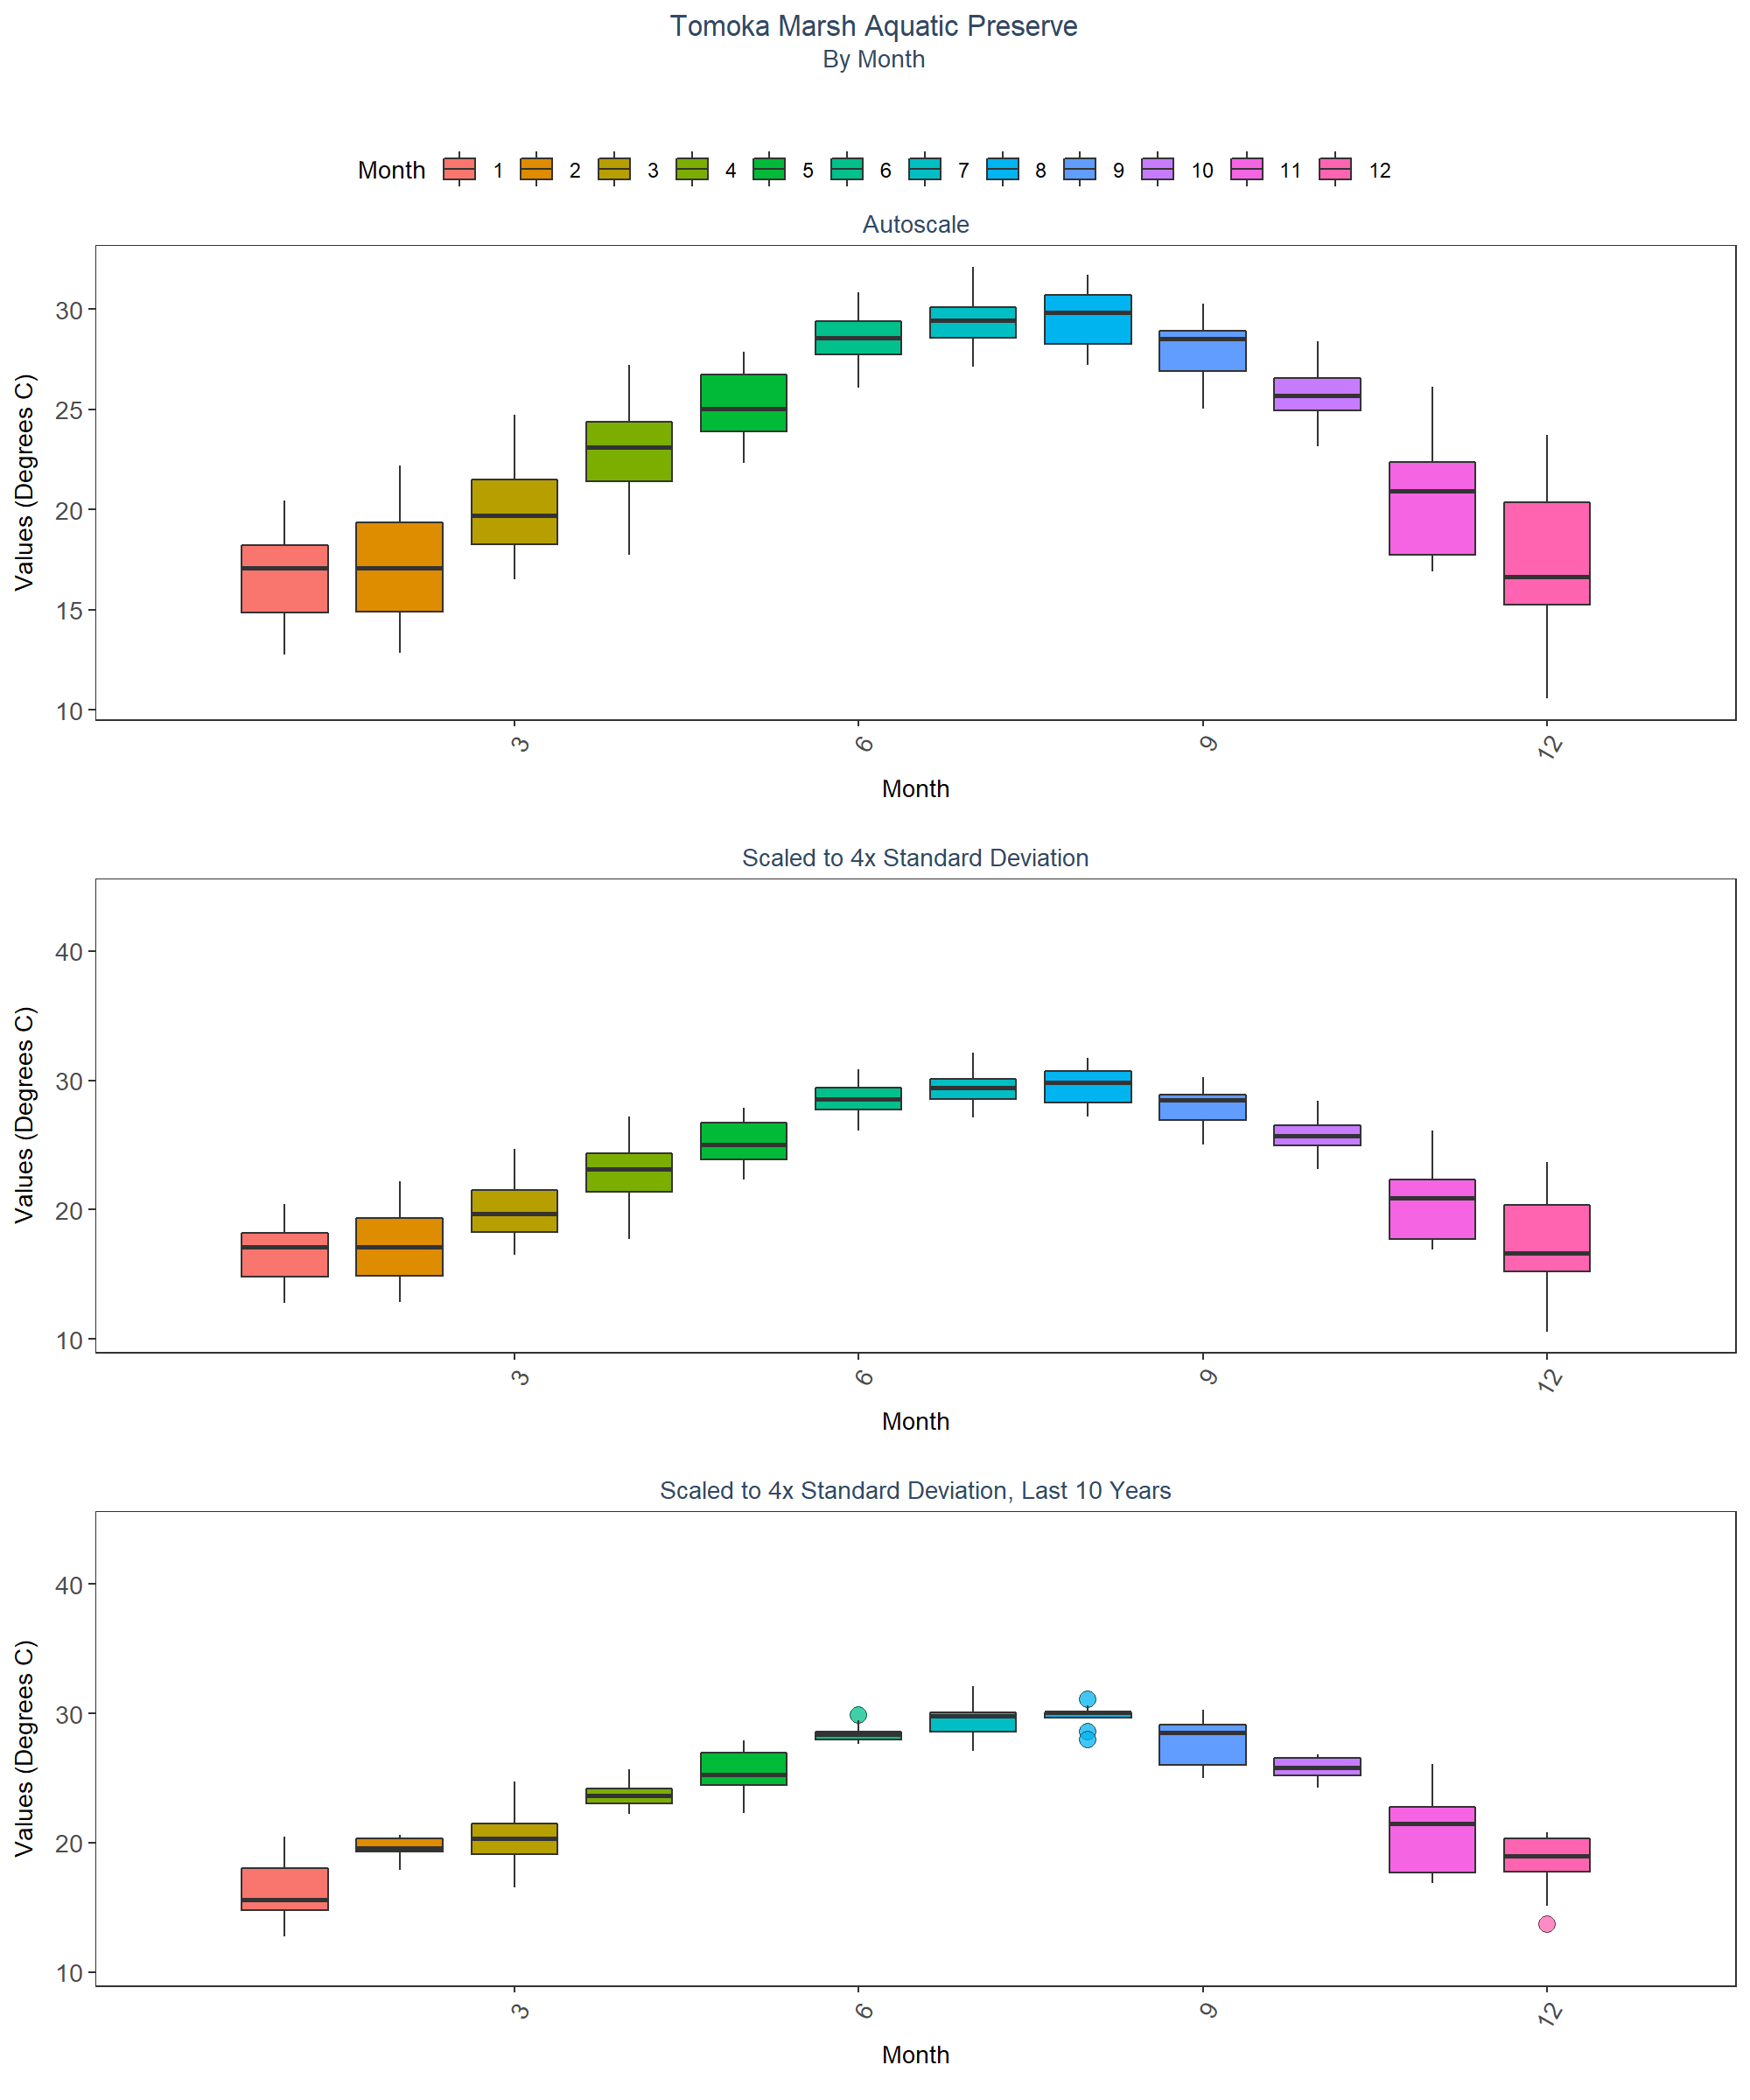 Tomoka Marsh Aquatic Preserve
By Month
Month 1 2 3 4 5 6 7 8 9 10 11 12
Autoscale
Values (Degrees C)
30
25
20
15
10
3 6 9 12
Month
Scaled to 4x Standard Deviation
Values (Degrees C)
40
30
20
10
3 6 9 12
Month
Scaled to 4x Standard Deviation, Last 10 Years
Values (Degrees C)
40
30
20
10
3 6 9 12
Month